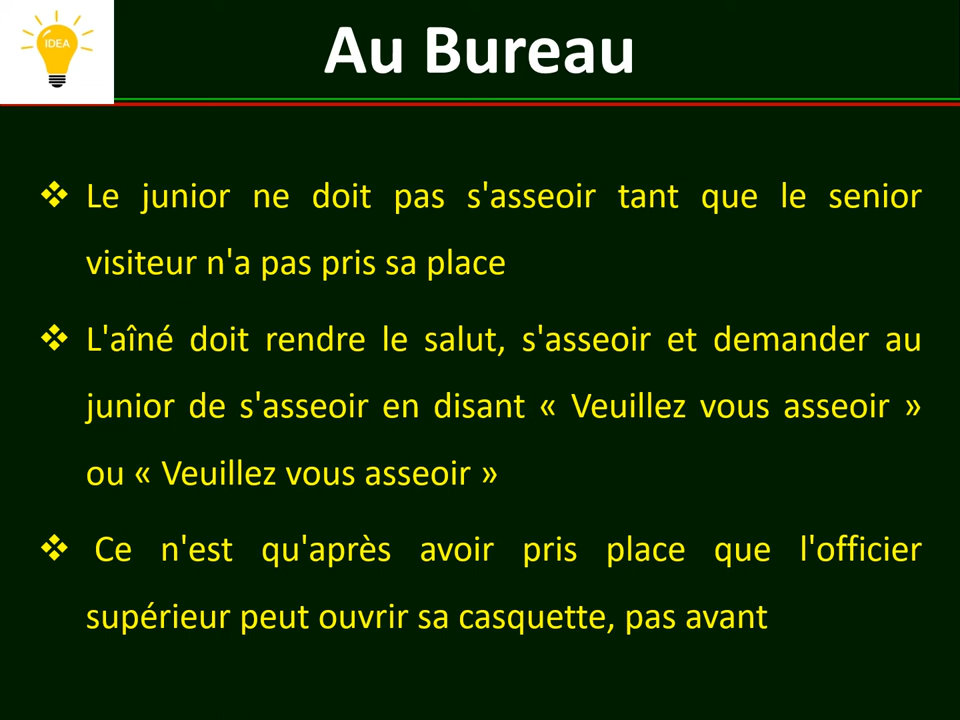 IDEA
Au Bureau
❖ Le junior ne doit pas s'asseoir tant que le senior
visiteur n'a pas pris sa place
❖ L'aîné doit rendre le salut, s'asseoir et demander au
junior de s'asseoir en disant « Veuillez vous asseoir »
ou « Veuillez vous asseoir »
❖ Ce n'est qu'après avoir pris place que l'officier
supérieur peut ouvrir sa casquette, pas avant